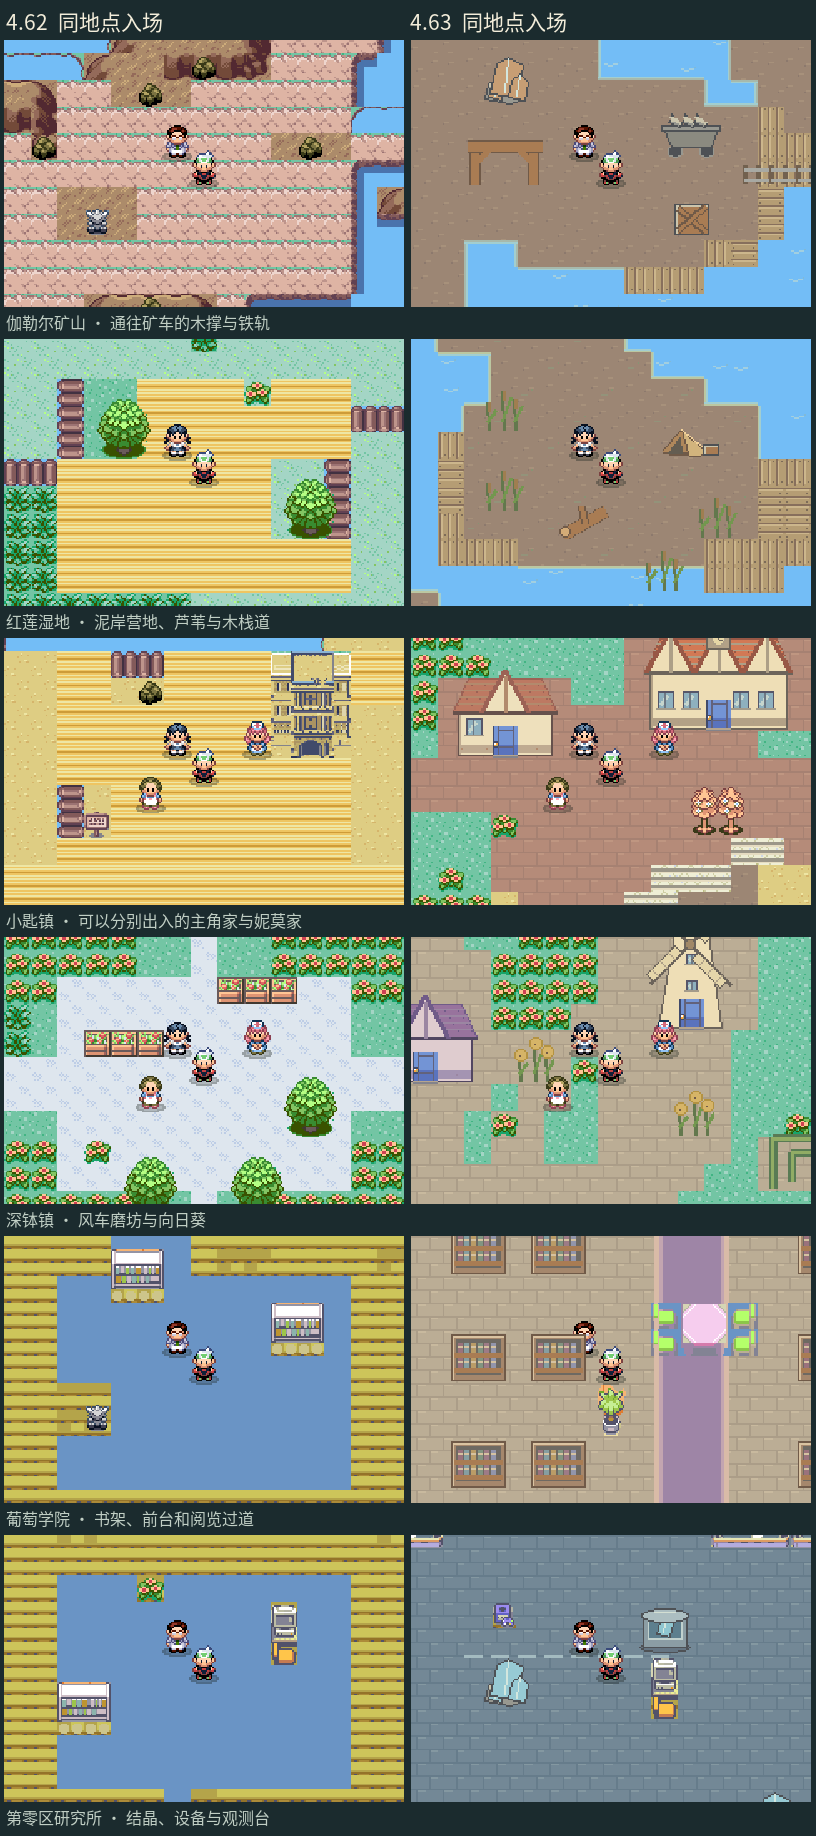 4.62 同地点入场
4.63 同地点入场
伽勒尔矿山 · 通往矿车的木撑与铁轨
红莲湿地 · 泥岸营地、芦苇与木栈道
小匙镇 · 可以分别出入的主角家与妮莫家
深钵镇 · 风车磨坊与向日葵
葡萄学院 · 书架、前台和阅览过道
第零区研究所 · 结晶、设备与观测台